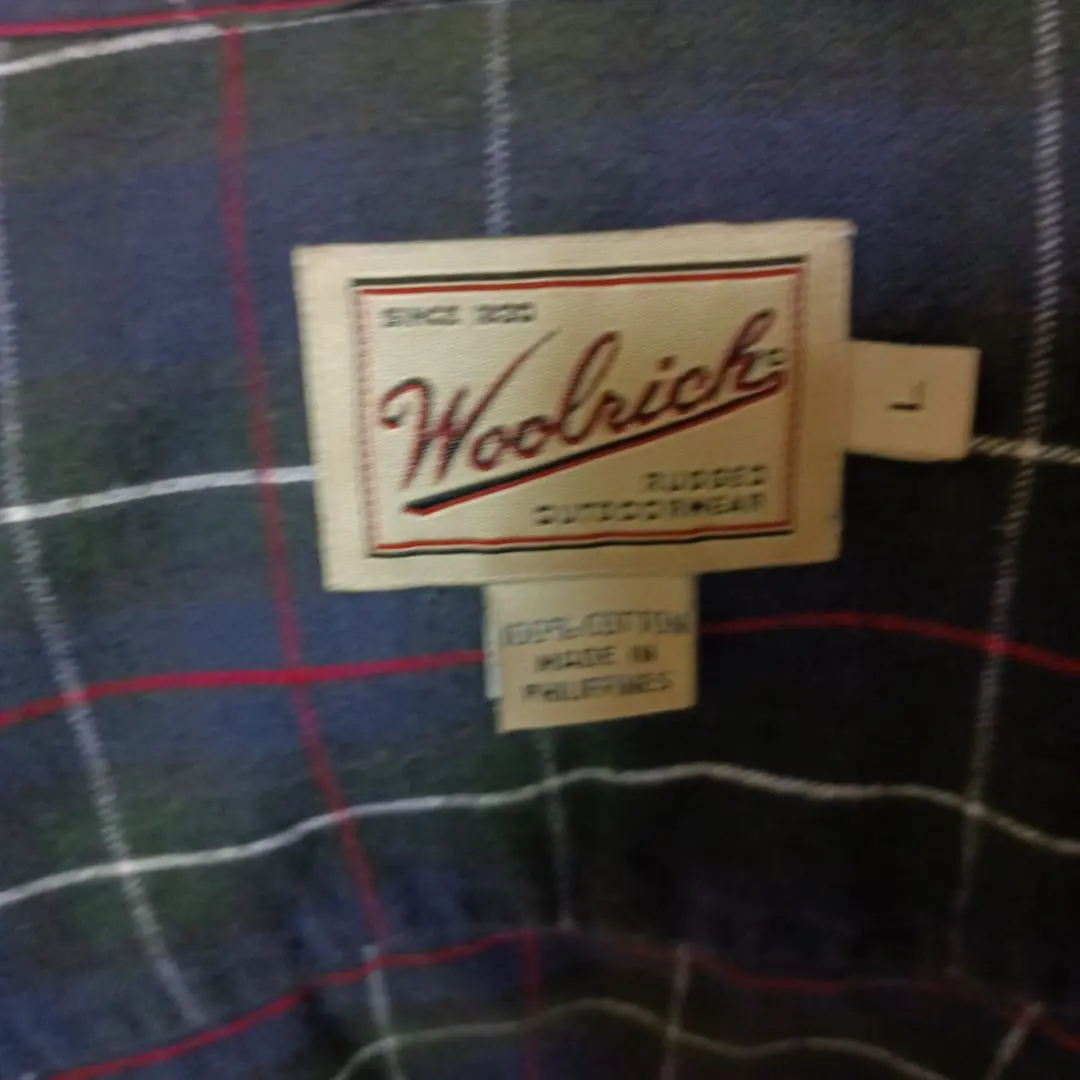 SINCE 1830
Woolrich
RUGGED
OUTDOORWEAR
L
100% COTTON
MADE IN
PHILIPPINES